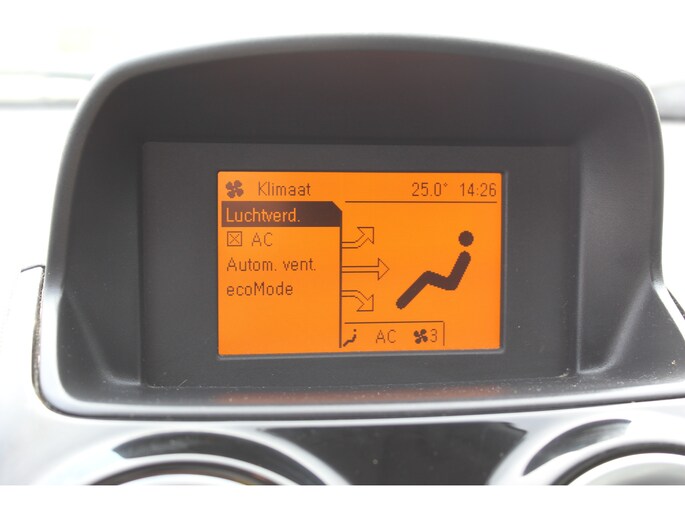 Klimaat 25.0° 14:26
Luchtverd.
☒ AC
Autom. vent.
ecoMode
AC 3